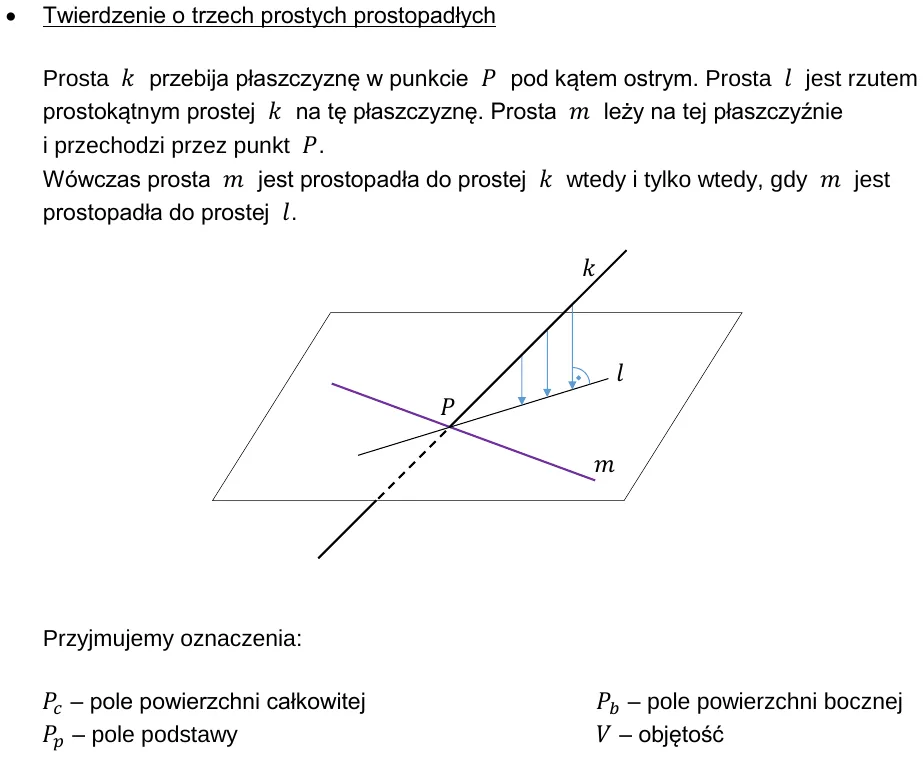 • Twierdzenie o trzech prostych prostopadłych
Prosta k przebija płaszczyznę w punkcie P pod kątem ostrym. Prosta l jest rzutem
prostokątnym prostej k na tę płaszczyznę. Prosta m leży na tej płaszczyźnie
i przechodzi przez punkt P.
Wówczas prosta m jest prostopadła do prostej k wtedy i tylko wtedy, gdy m jest
prostopadła do prostej l.
k
l
P
m
Przyjmujemy oznaczenia:
P_c – pole powierzchni całkowitej P_b – pole powierzchni bocznej
P_p – pole podstawy V – objętość